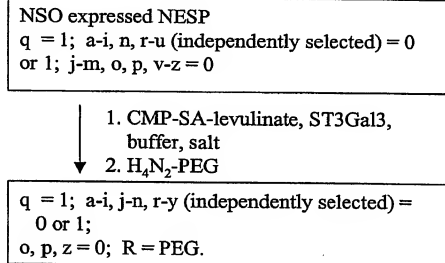 NSO expressed NESP
q = 1; a-i, n, r-u (independently selected) = 0
or 1; j-m, o, p, v-z = 0
1. CMP-SA-levulinate, ST3Gal3,
buffer, salt
2. H₄N₂-PEG
q = 1; a-i, j-n, r-y (independently selected) =
0 or 1;
o, p, z = 0; R = PEG.